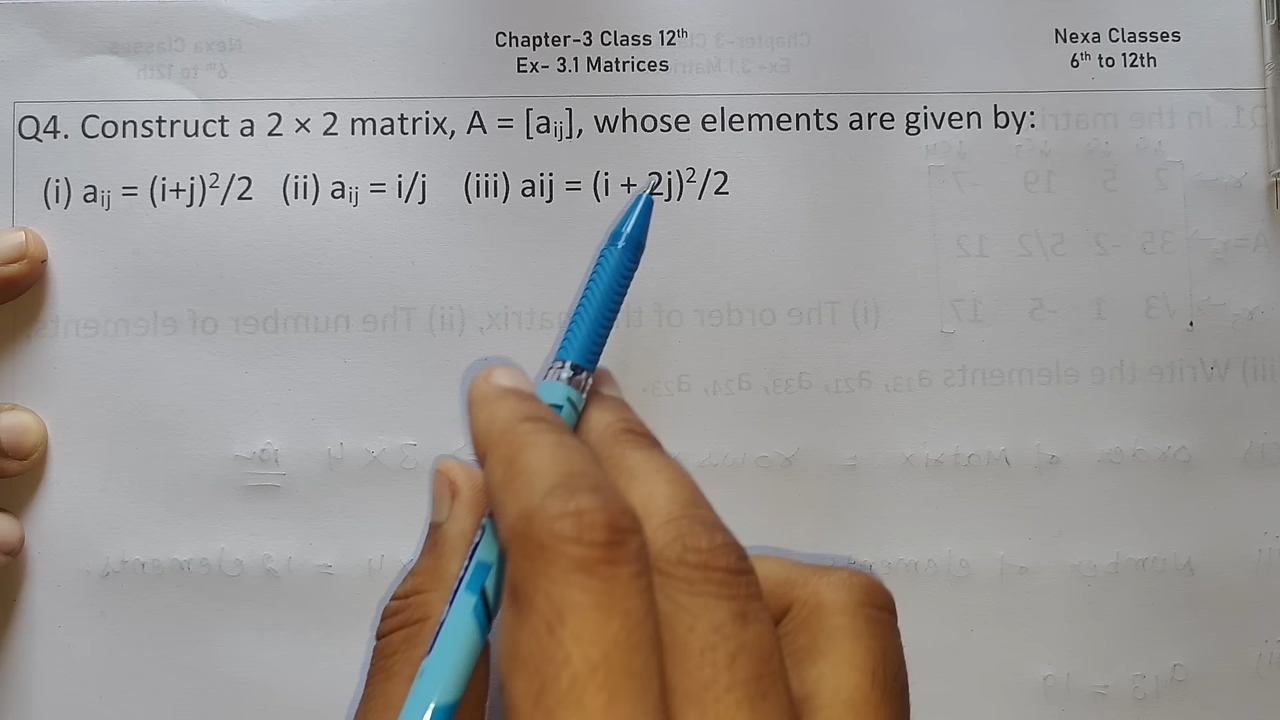 Chapter-3 Class 12th
Ex- 3.1 Matrices
Nexa Classes
6th to 12th
Q4. Construct a 2 × 2 matrix, A = [aij], whose elements are given by:
(i) aij = (i+j)²/2 (ii) aij = i/j (iii) aij = (i + 2j)²/2